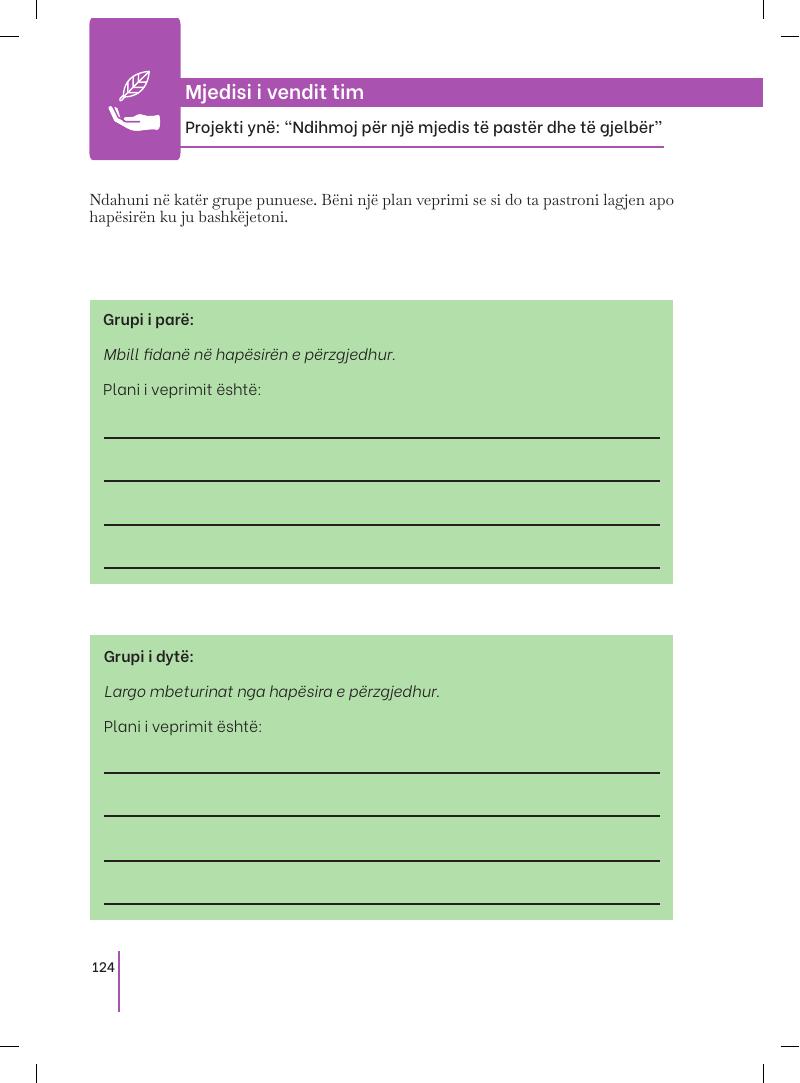 Mjedisi i vendit tim
Projekti ynë: “Ndihmoj për një mjedis të pastër dhe të gjelbër”
Ndahuni në katër grupe punuese. Bëni një plan veprimi se si do ta pastroni lagjen apo
hapësirën ku ju bashkëjetoni.
Grupi i parë:
Mbill fidanë në hapësirën e përzgjedhur.
Plani i veprimit është:
Grupi i dytë:
Largo mbeturinat nga hapësira e përzgjedhur.
Plani i veprimit është:
124